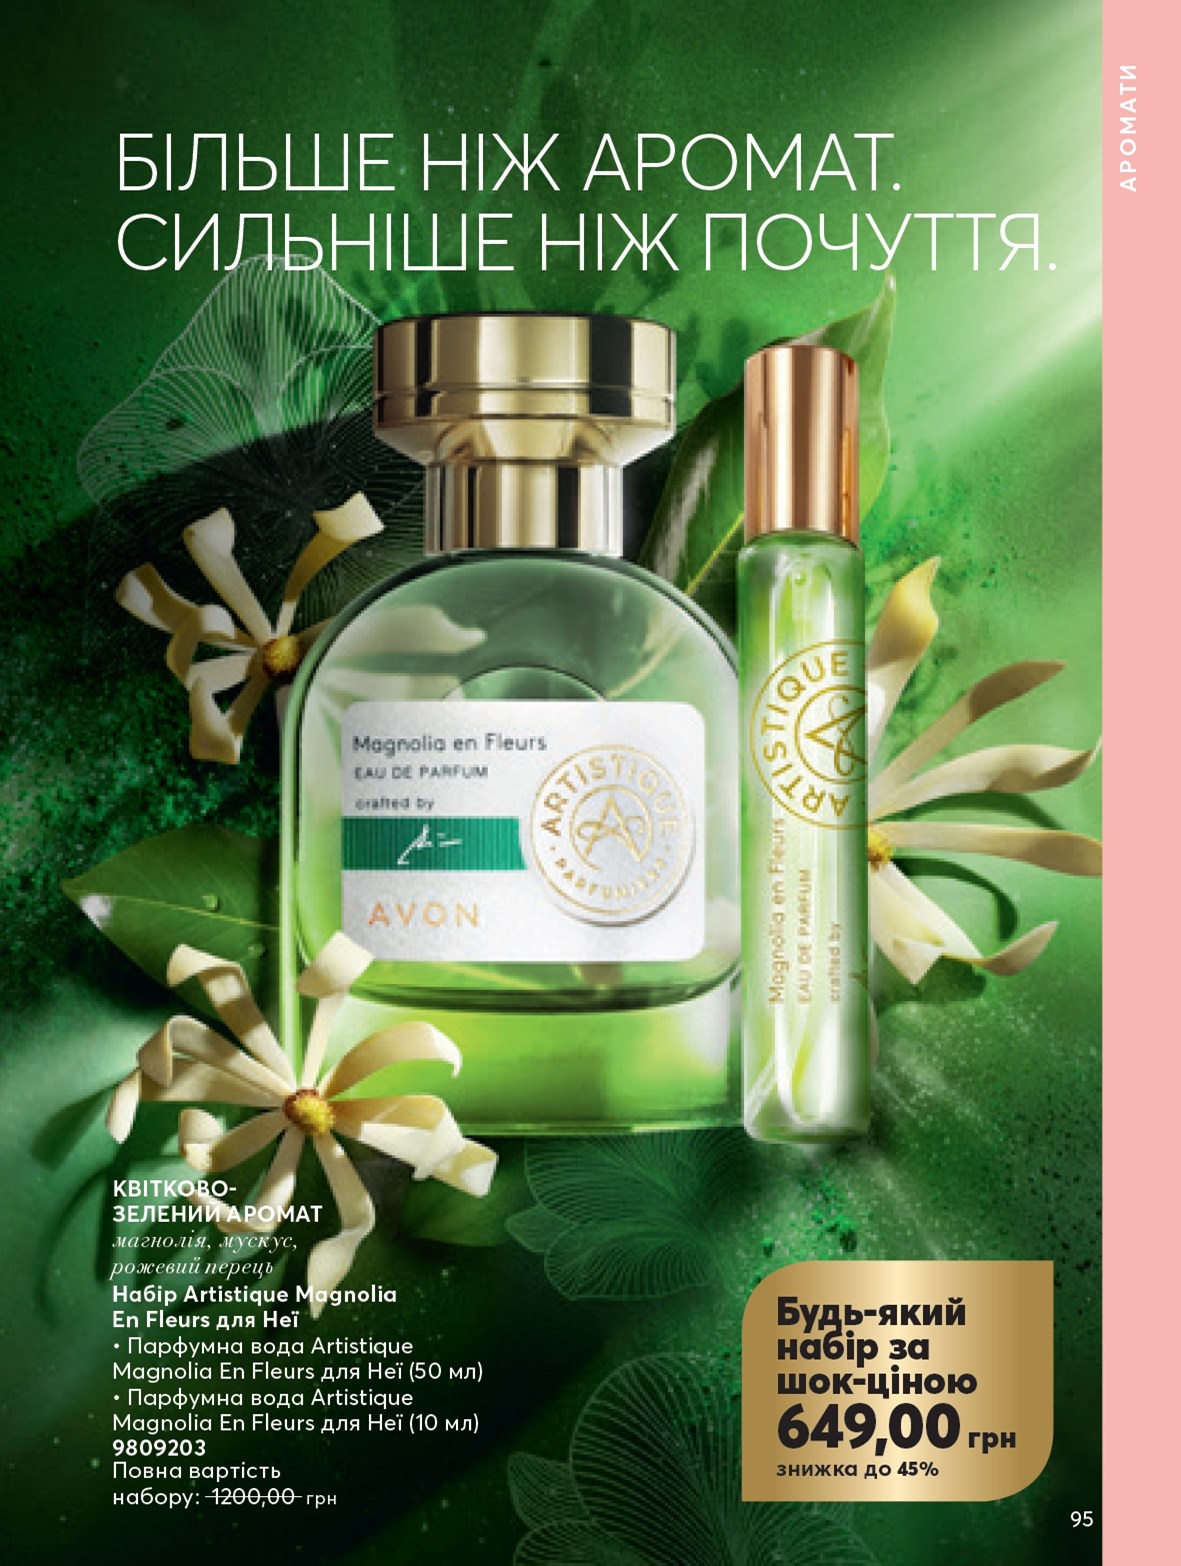 АРОМАТИ
БІЛЬШЕ НІЖ АРОМАТ.
СИЛЬНІШЕ НІЖ ПОЧУТТЯ.
Magnolia en Fleurs
EAU DE PARFUM
crafted by
AVON
ARTISTIQUE
PARFUMIERS
ARTISTIQUE
Magnolia en Fleurs
EAU DE PARFUM
crafted by
КВІТКОВО-
ЗЕЛЕНИЙ АРОМАТ
магнолія, мускус,
рожевий перець
Набір Artistique Magnolia
En Fleurs для Неї
• Парфумна вода Artistique
Magnolia En Fleurs для Неї (50 мл)
• Парфумна вода Artistique
Magnolia En Fleurs для Неї (10 мл)
9809203
Повна вартість
набору: 1200,00 грн
Будь-який
набір за
шок-ціною
649,00 грн
знижка до 45%
95